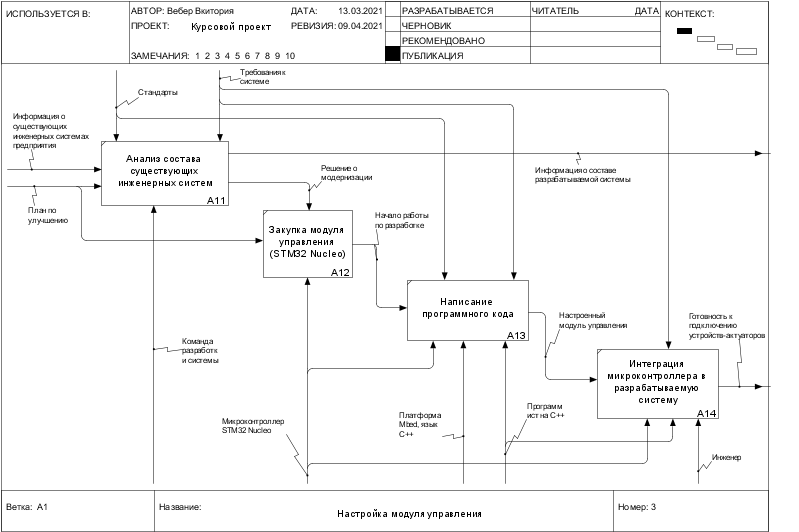 ИСПОЛЬЗУЕТСЯ В:
АВТОР: Вебер Вкитория
ДАТА: 13.03.2021
ПРОЕКТ: Курсовой проект
РЕВИЗИЯ: 09.04.2021
ЗАМЕЧАНИЯ: 1 2 3 4 5 6 7 8 9 10
РАЗРАБАТЫВАЕТСЯ
ЧЕРНОВИК
РЕКОМЕНДОВАНО
ПУБЛИКАЦИЯ
ЧИТАТЕЛЬ
ДАТА
КОНТЕКСТ:
Требования к
системе
Стандарты
Информация о
существующих
инженерных системах
предприятия
План по
улучшению
Анализ состава
существующих
инженерных систем
A11
Решение о
модернизации
Информация о составе
разрабатываемой системы
Закупка модуля
управления
(STM32 Nucleo)
A12
Начало работы
по разработке
Написание
программного кода
A13
Настроенный
модуль управления
Готовность к
подключению
устройств-актуаторов
Интеграция
микроконтроллера в
разрабатываемую
систему
A14
Команда
разработк
и системы
Микроконтроллер
STM32 Nucleo
Платформа
Mbed, язык
C++
Программ
ист на C++
Инженер
Ветка: A1
Название:
Настройка модуля управления
Номер: 3